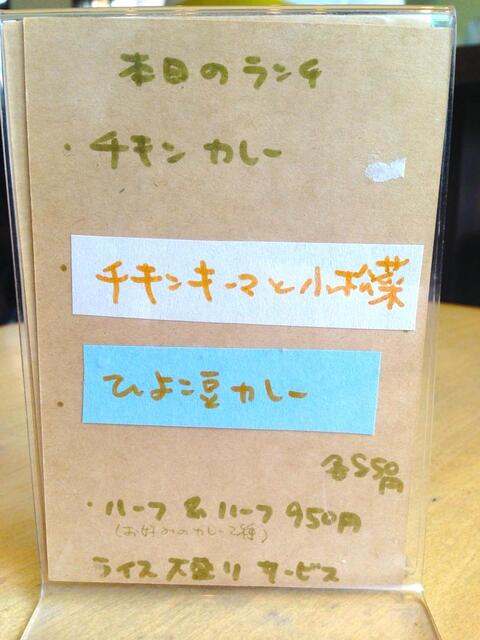 本日のランチ
・チキンカレー
・チキンキーマと小松菜
・ひよこ豆カレー
各550円
・ハーフ&ハーフ 950円
(お好みのカレー2種)
ライス大盛り サービス